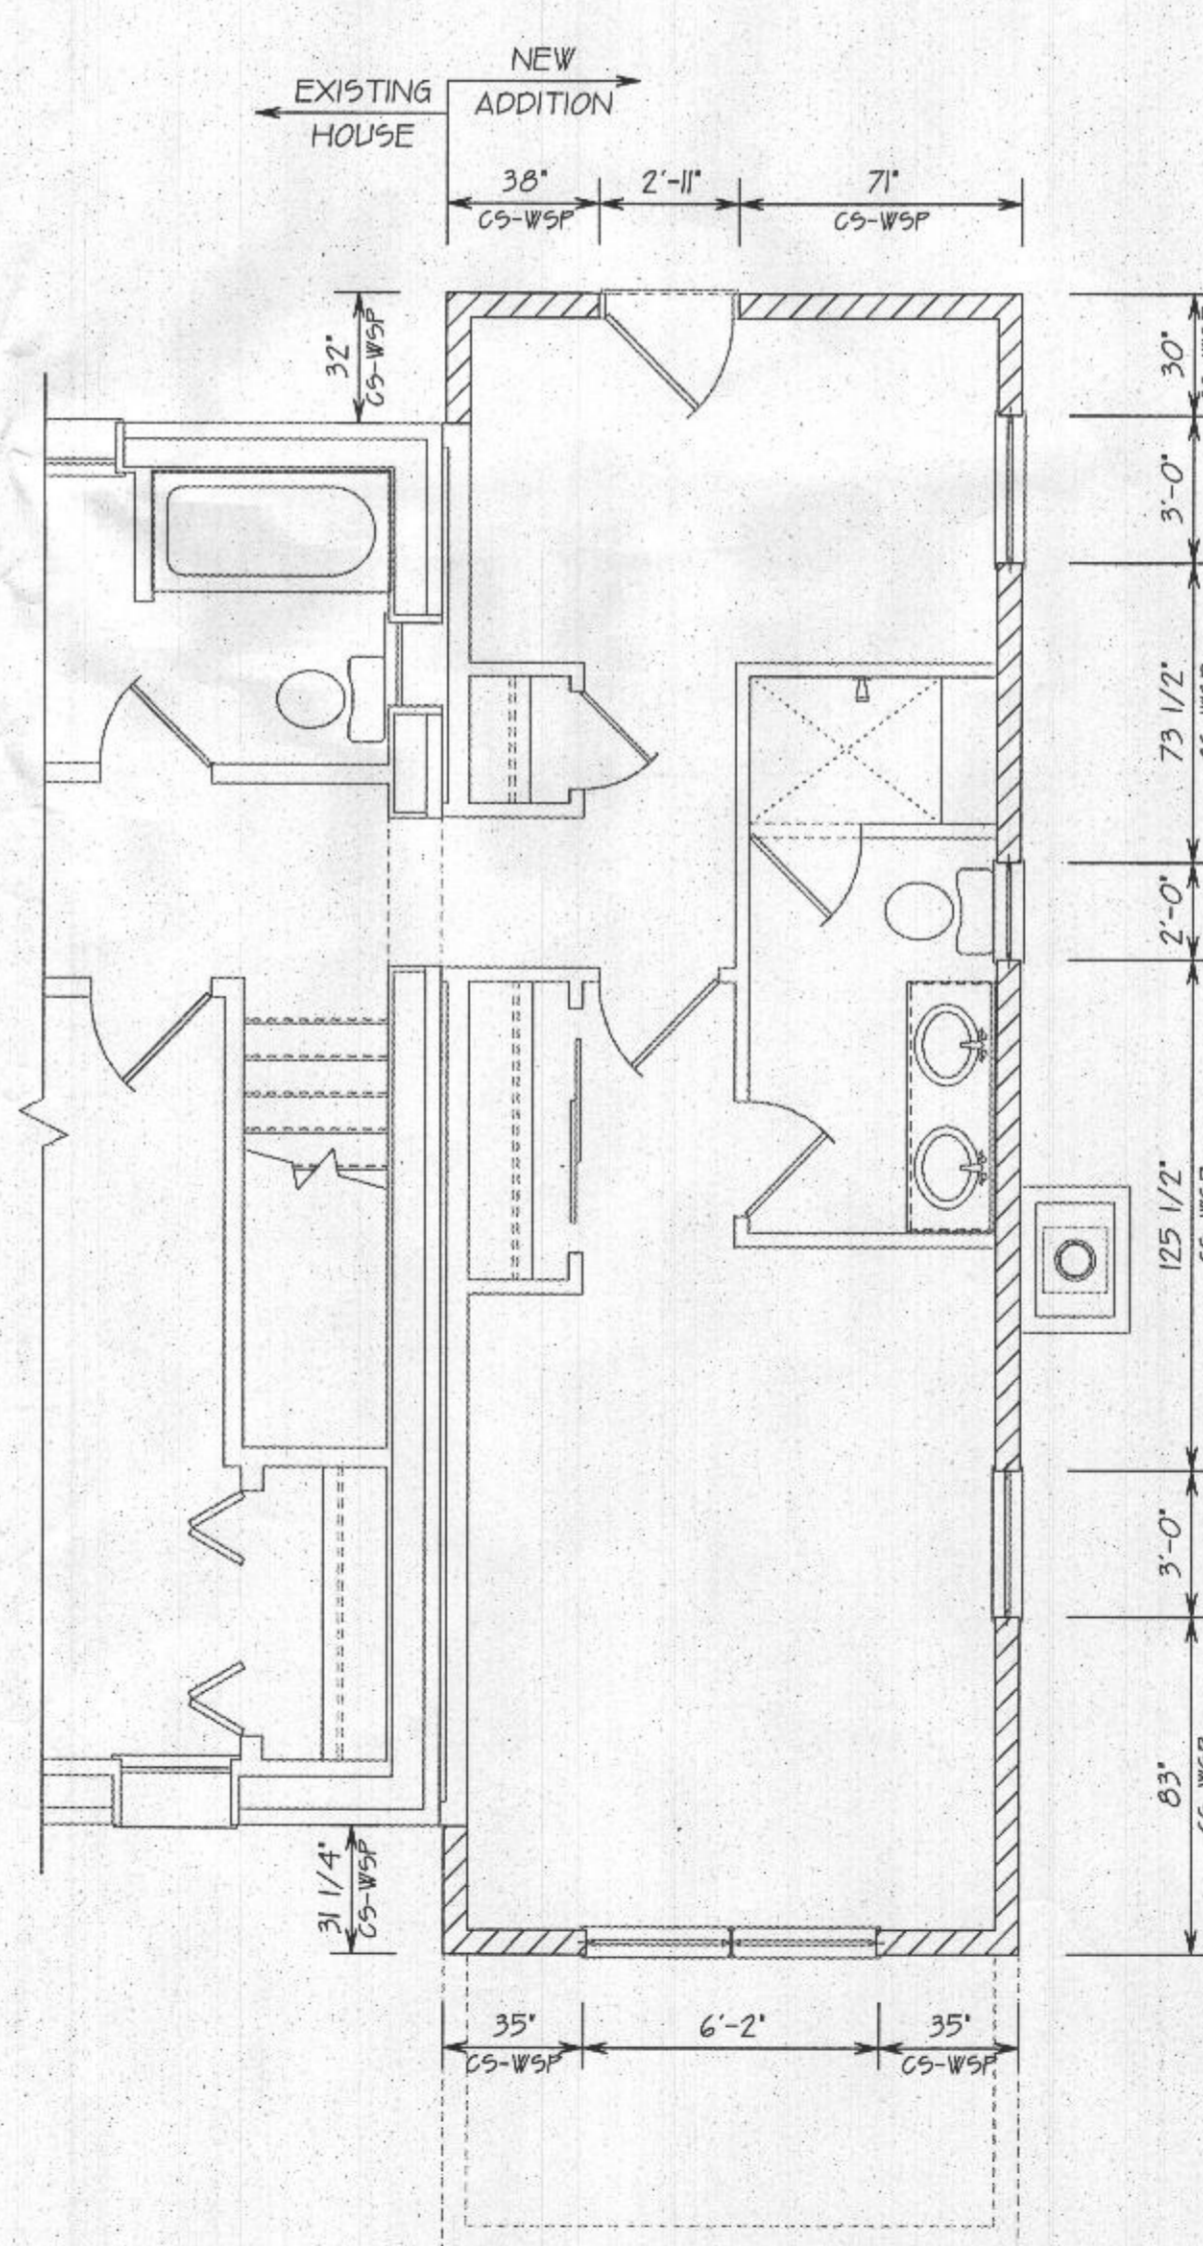 NEW
EXISTING
ADDITION
HOUSE
38"
2'-11"
71"
CS-WSP
CS-WSP
32"
CS-WSP
30"
3'-0"
73 1/2"
2'-0"
125 1/2"
3'-0"
83"
31 1/4"
CS-WSP
35"
6'-2"
35"
CS-WSP
CS-WSP